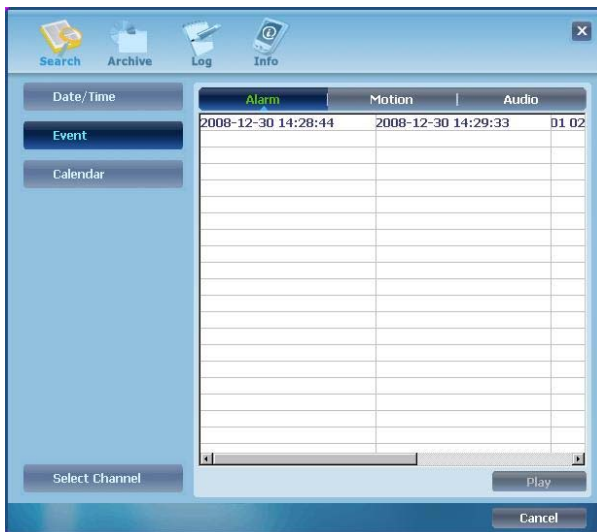 Search Archive Log Info
Date/Time
Event
Calendar
Select Channel
Alarm | Motion | Audio
2008-12-30 14:28:44 2008-12-30 14:29:33 01 02
Play
Cancel